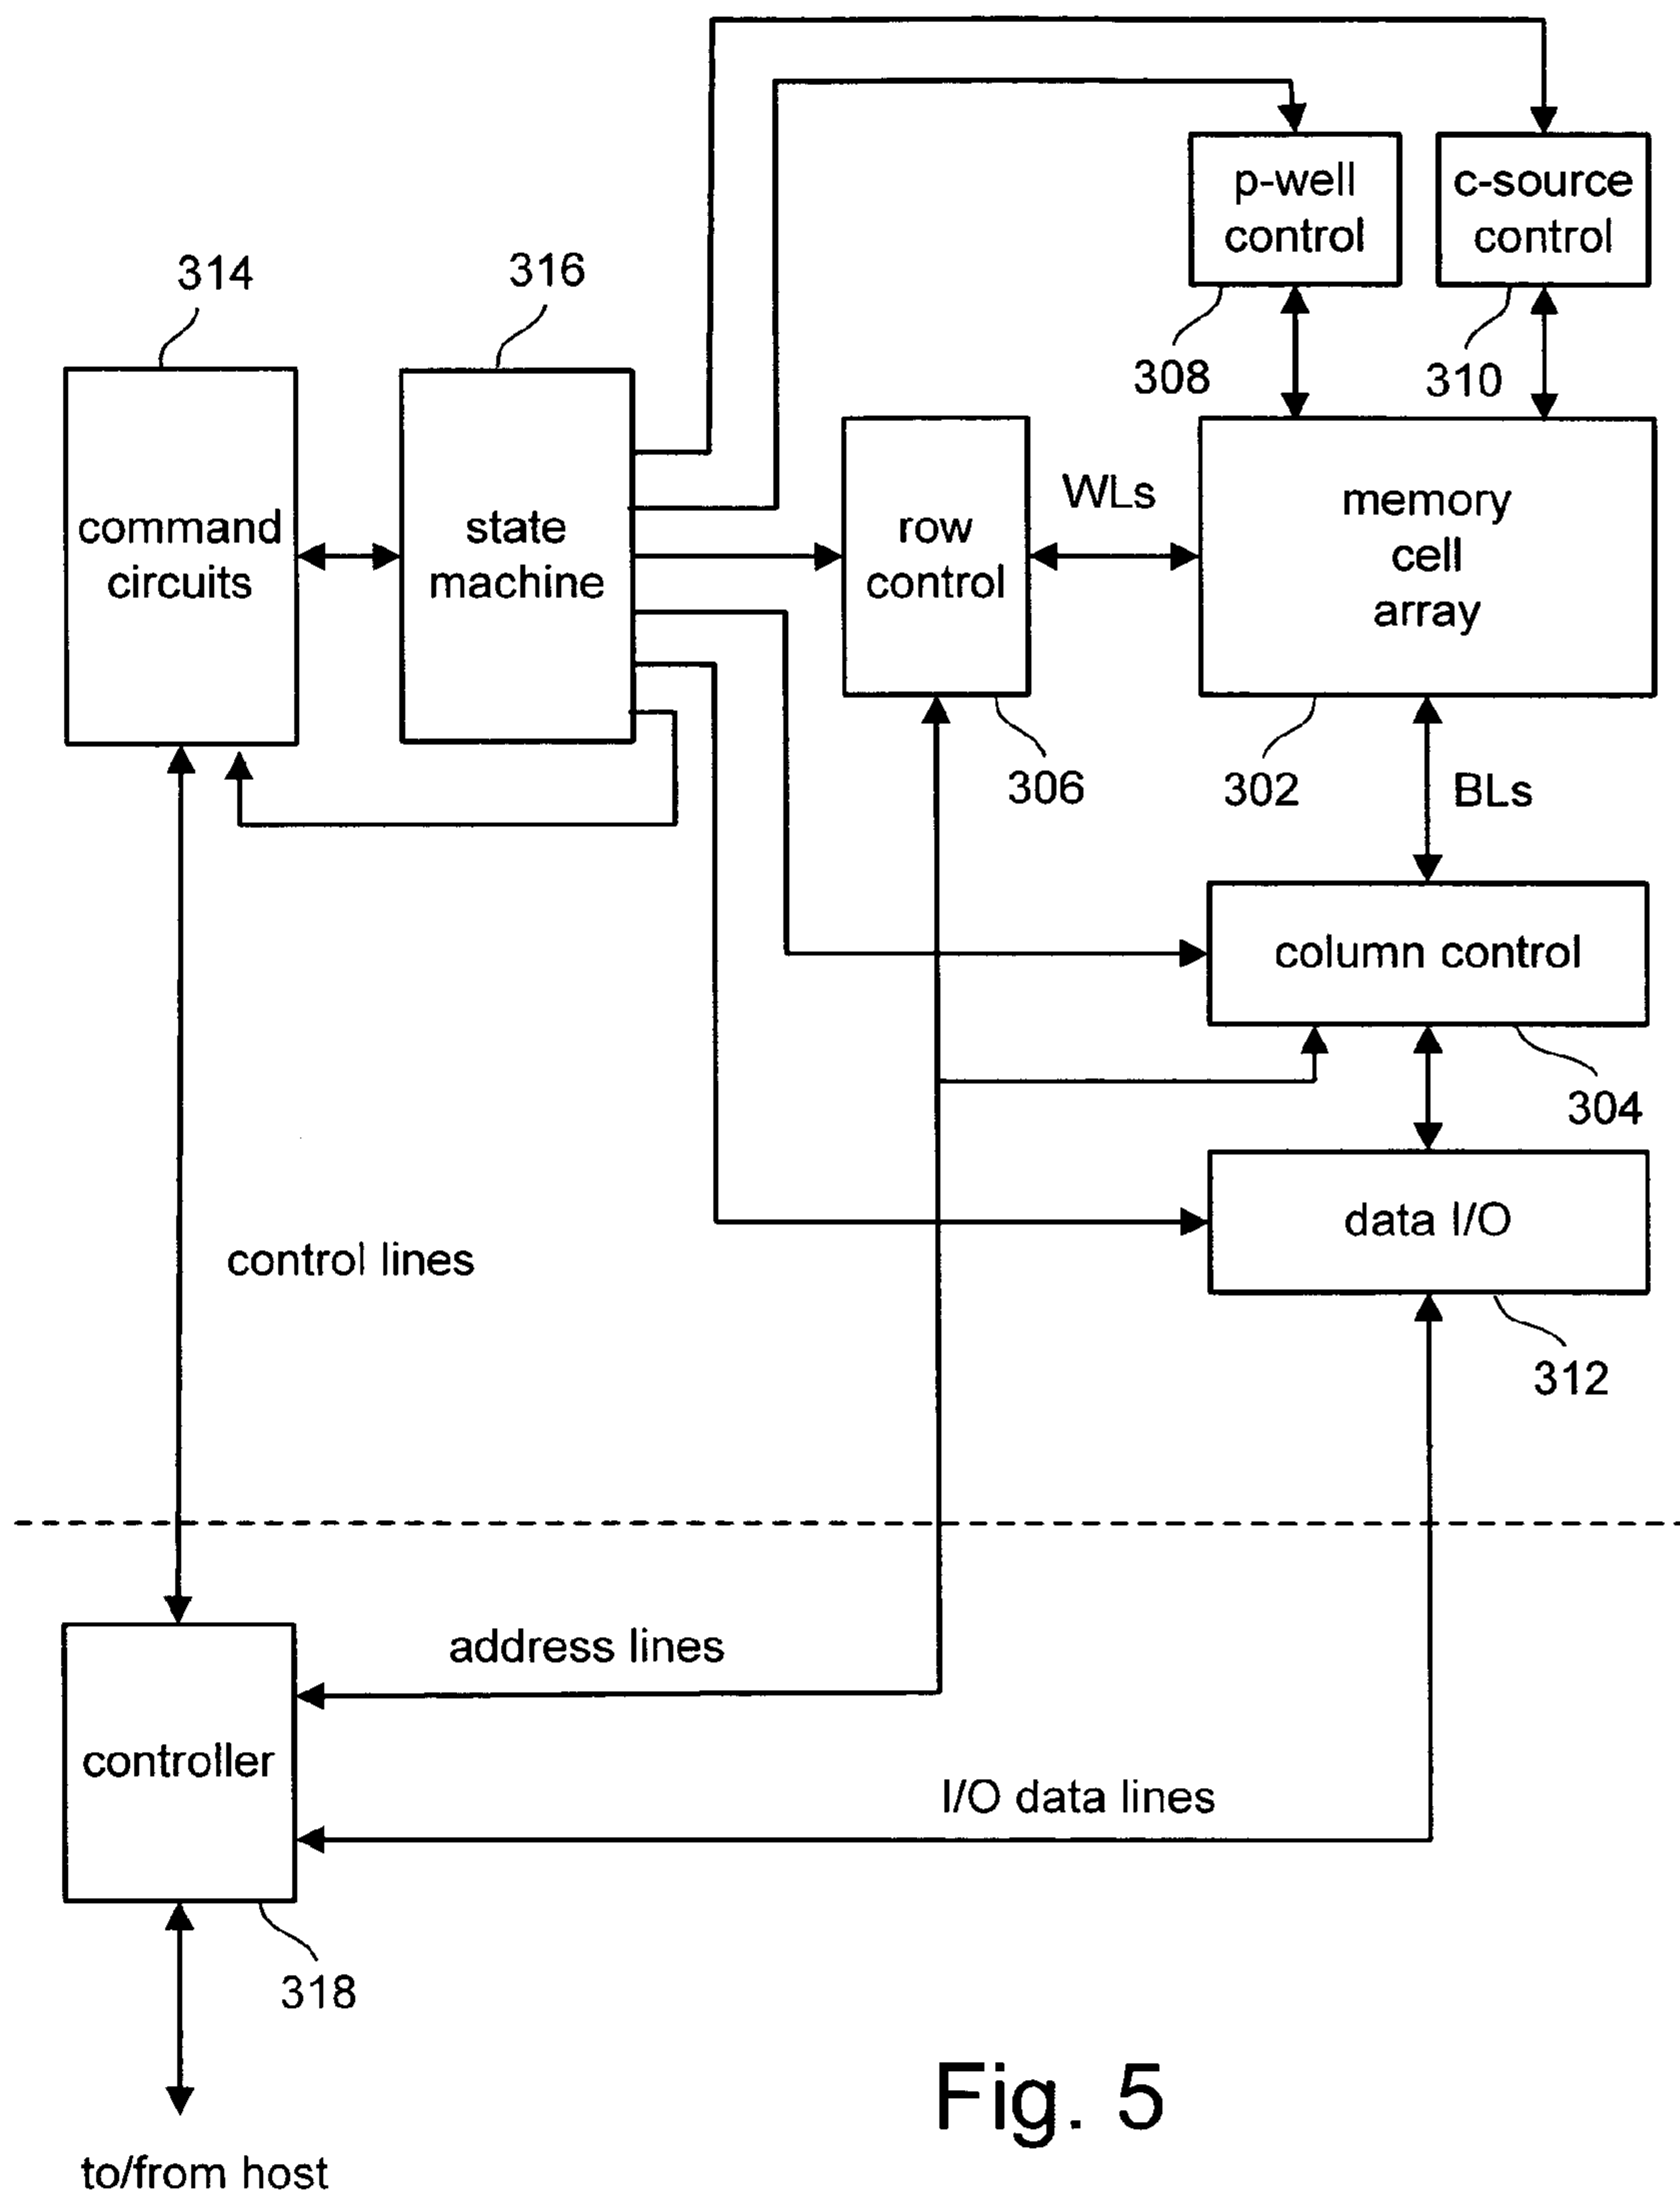 p-well
control
c-source
control
314
316
308
310
command
circuits
state
machine
row
control
WLs
memory
cell
array
306
302
BLs
column control
304
data I/O
control lines
312
address lines
controller
I/O data lines
318
Fig. 5
to/from host